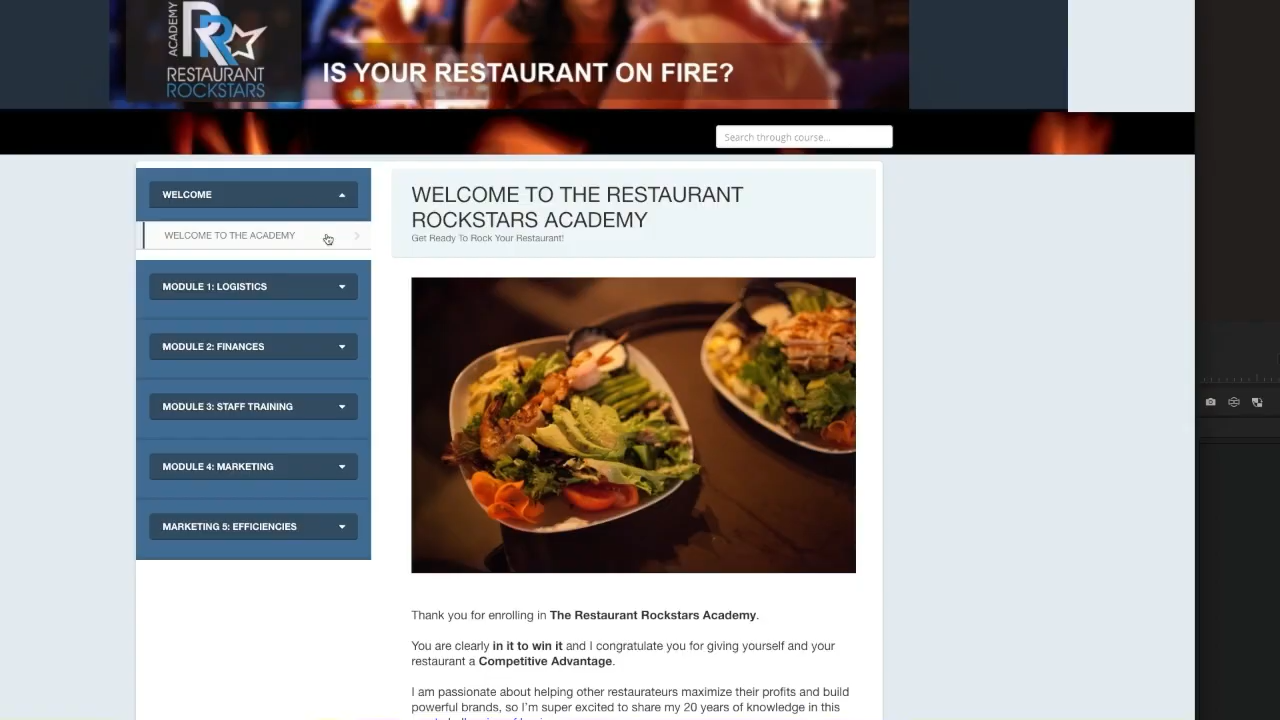 ACADEMY
RESTAURANT
ROCKSTARS
IS YOUR RESTAURANT ON FIRE?
Search through course...
WELCOME
WELCOME TO THE ACADEMY
MODULE 1: LOGISTICS
MODULE 2: FINANCES
MODULE 3: STAFF TRAINING
MODULE 4: MARKETING
MARKETING 5: EFFICIENCIES
WELCOME TO THE RESTAURANT
ROCKSTARS ACADEMY
Get Ready To Rock Your Restaurant!
Thank you for enrolling in The Restaurant Rockstars Academy.
You are clearly in it to win it and I congratulate you for giving yourself and your
restaurant a Competitive Advantage.
I am passionate about helping other restaurateurs maximize their profits and build
powerful brands, so I'm super excited to share my 20 years of knowledge in this